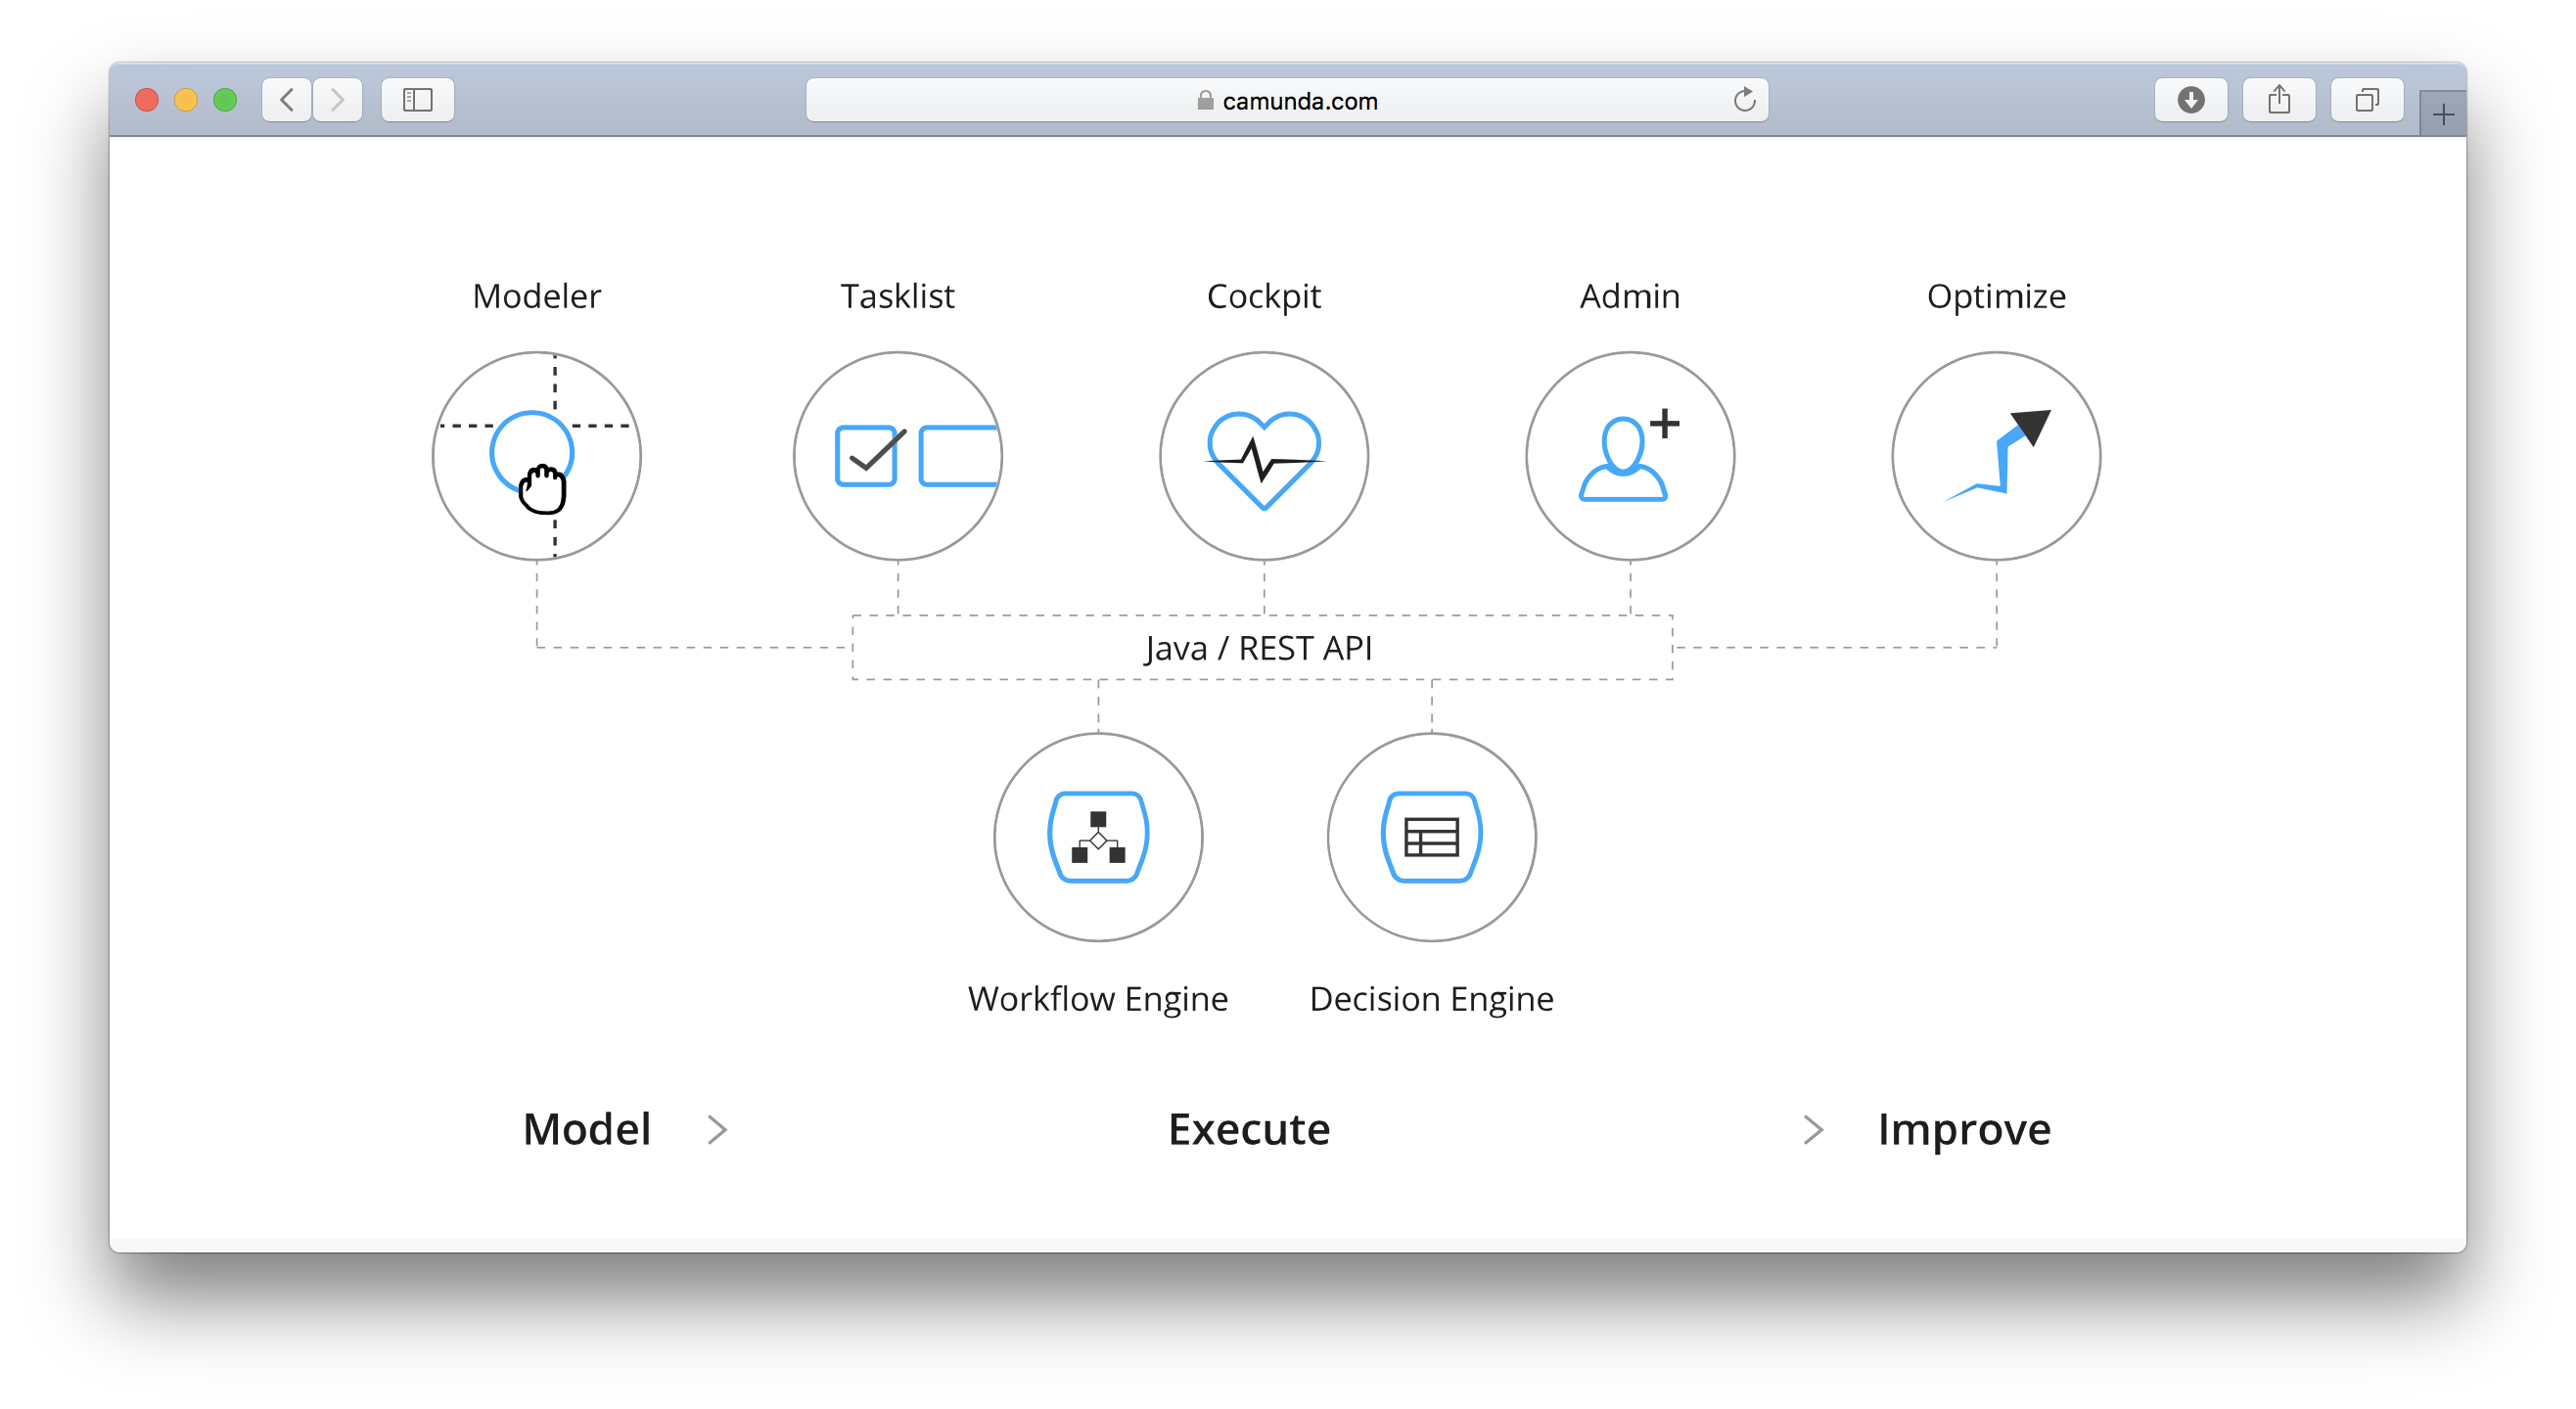 camunda.com
Modeler
Tasklist
Cockpit
Admin
Optimize
Java / REST API
Workflow Engine
Decision Engine
Model
Execute
Improve